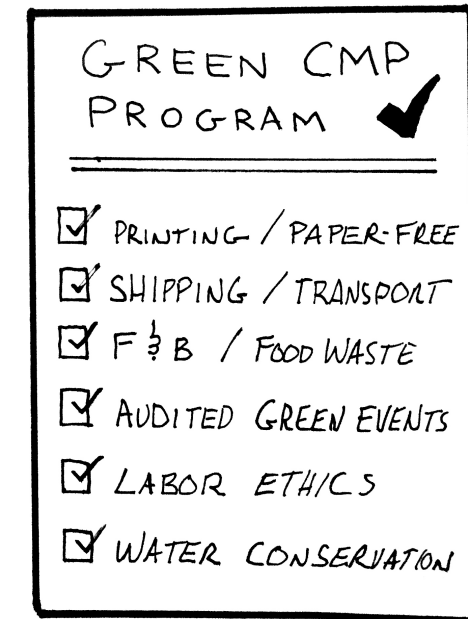 GREEN CMP
PROGRAM
PRINTING / PAPER-FREE
SHIPPING / TRANSPORT
F & B / FOOD WASTE
AUDITED GREEN EVENTS
LABOR ETHICS
WATER CONSERVATION